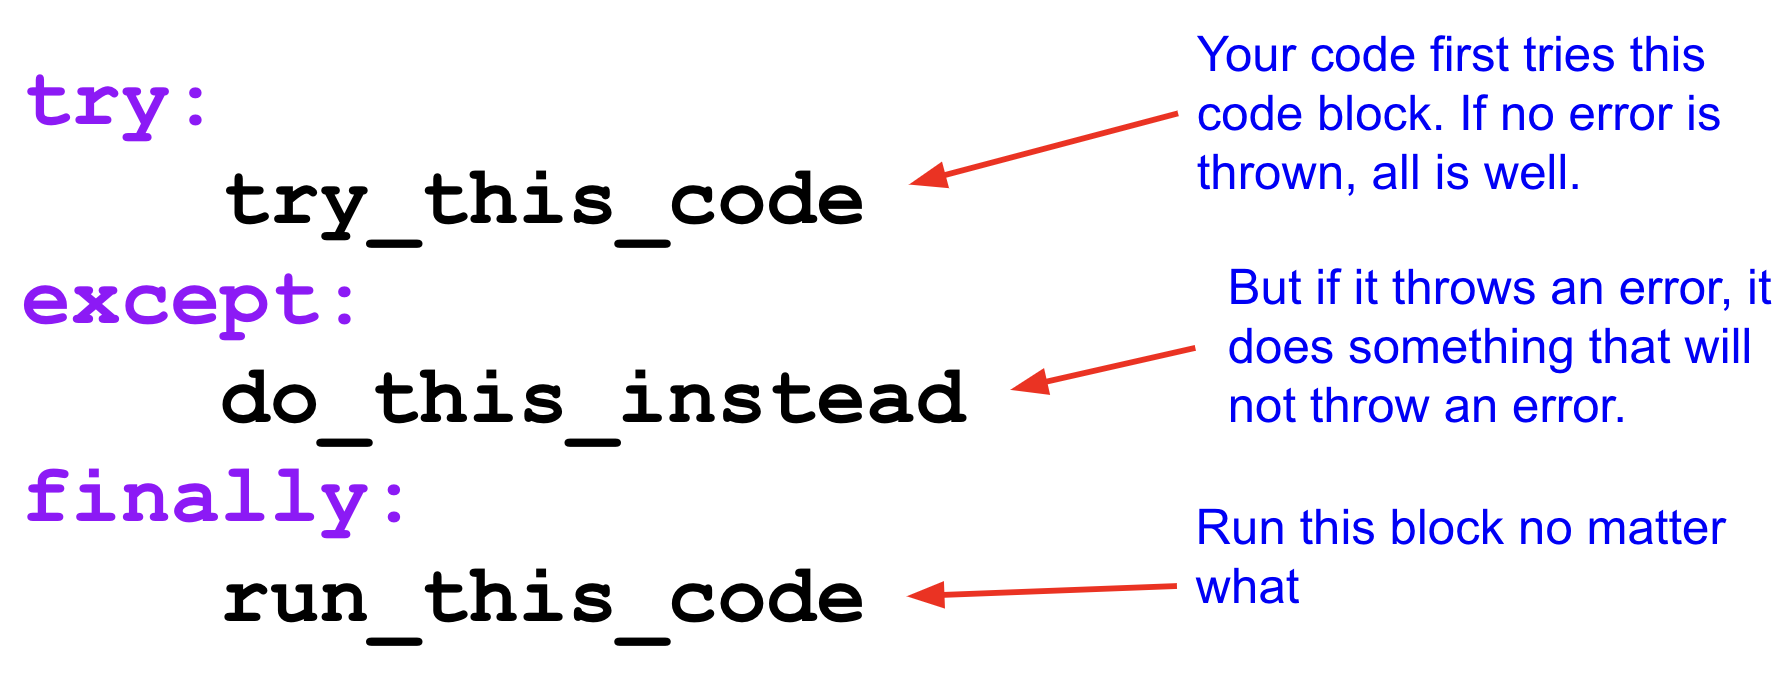 try:
try_this_code
except:
do_this_instead
finally:
run_this_code
Your code first tries this
code block. If no error is
thrown, all is well.
But if it throws an error, it
does something that will
not throw an error.
Run this block no matter
what